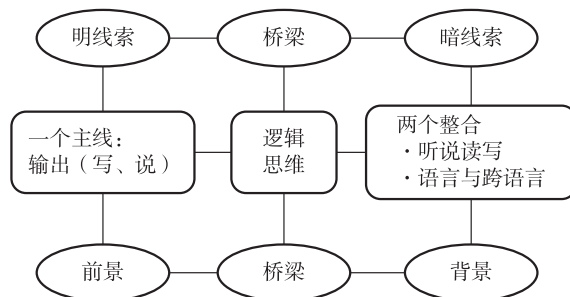 明线索
桥梁
暗线索
一个主线：
输出（写、说）
逻辑
思维
两个整合
·听说读写
·语言与跨语言
前景
桥梁
背景